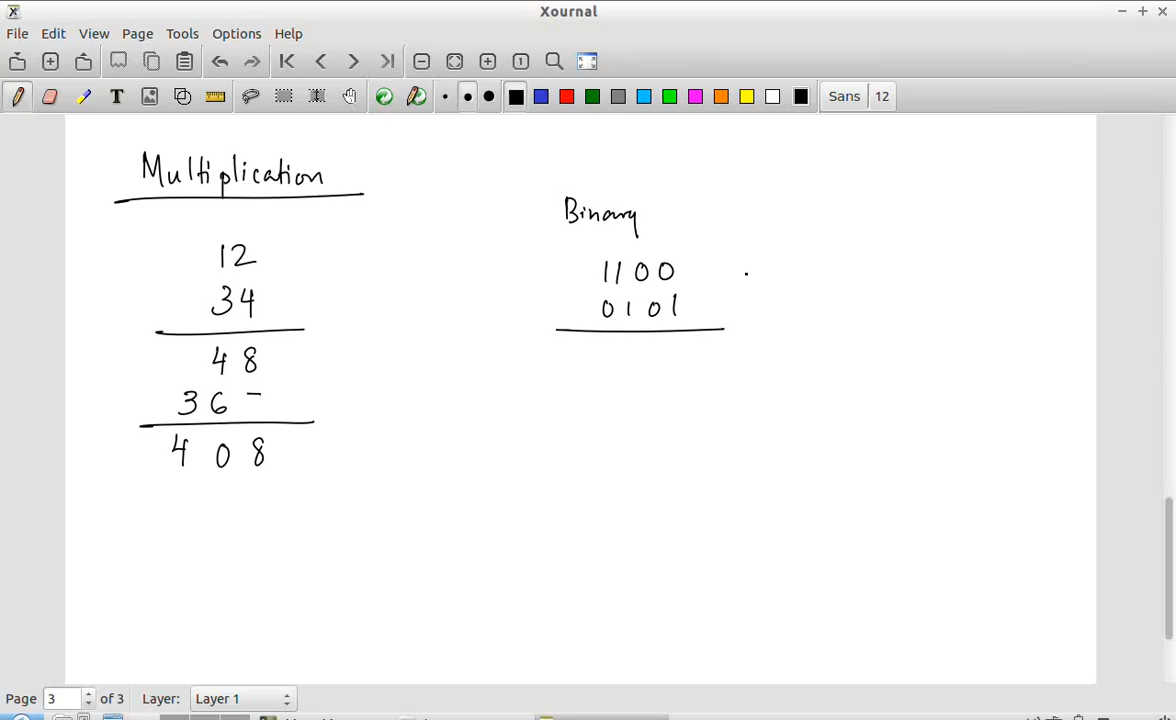 Xournal
File Edit View Page Tools Options Help
Sans 12
Multiplication
12
34
48
36 –
408
Binary
1100
0101
Page 3 of 3 Layer: Layer 1